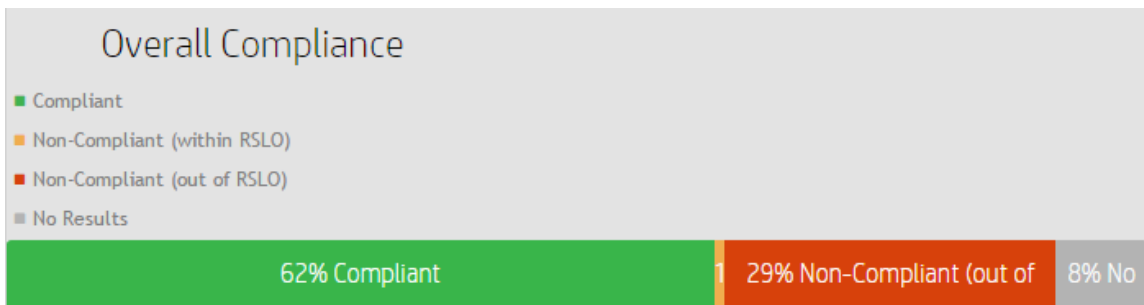 Overall Compliance
Compliant
Non-Compliant (within RSLO)
Non-Compliant (out of RSLO)
No Results
62% Compliant 1 29% Non-Compliant (out of 8% No